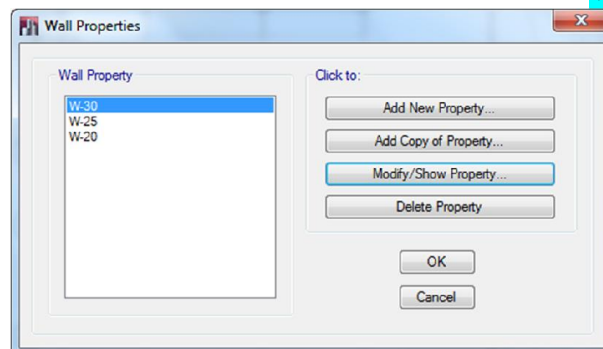 Wall Properties
Wall Property
W-30
W-25
W-20
Click to:
Add New Property...
Add Copy of Property...
Modify/Show Property...
Delete Property
OK
Cancel